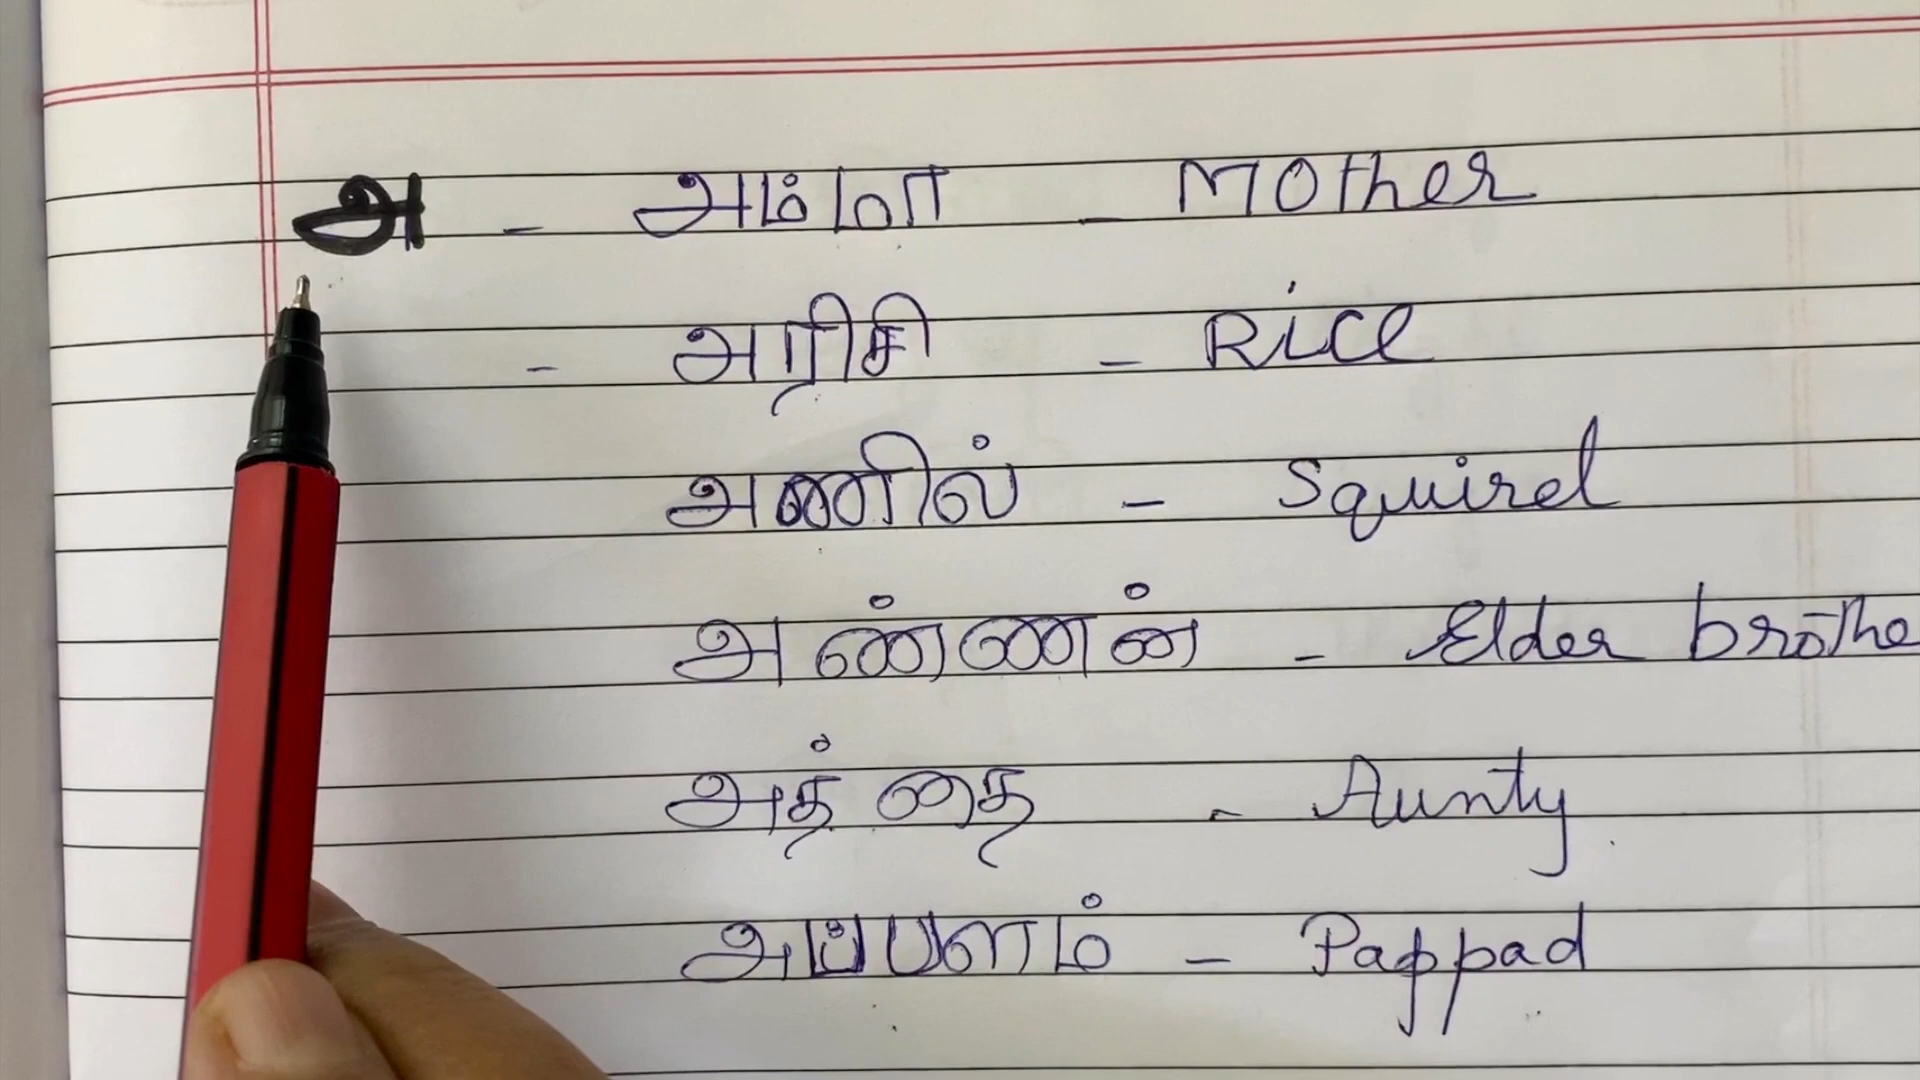 அ - அம்மா - Mother
- அரிசி - Rice
அணில் - Squirel
அண்ணன் - Elder brothe
அத்தை - Aunty
அப்பளம் - Pappad